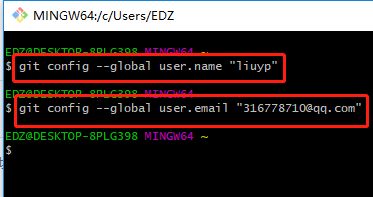 MINGW64:/c/Users/EDZ
EDZ@DESKTOP-8PLG398 MINGW64 ~
$ git config --global user.name "liuyp"
EDZ@DESKTOP-8PLG398 MINGW64 ~
$ git config --global user.email "316778710@qq.com"
EDZ@DESKTOP-8PLG398 MINGW64 ~
$